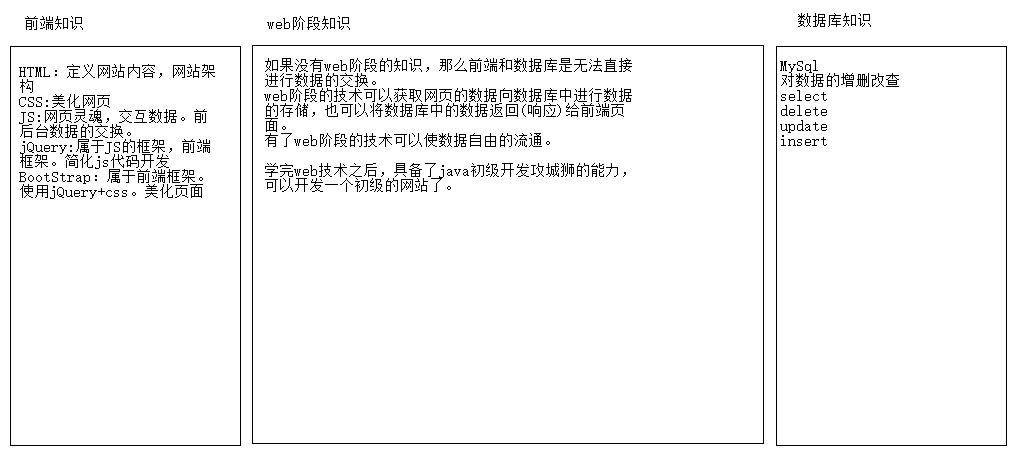 前端知识
HTML: 定义网站内容，网站架
构
CSS:美化网页
JS:网页灵魂，交互数据。前
后台数据的交换。
jQuery:属于JS的框架，前端
框架。简化js代码开发
BootStrap: 属于前端框架。
使用jQuery+css。美化页面
web阶段知识
如果没有web阶段的知识，那么前端和数据库是无法直接
进行数据的交换。
web阶段的技术可以获取网页的数据向数据库中进行数据
的存储，也可以将数据库中的数据返回(响应)给前端页
面。
有了web阶段的技术可以使数据自由的流通。
学完web技术之后，具备了java初级开发攻城狮的能力，
可以开发一个初级的网站了。
数据库知识
MySql
对数据的增删改查
select
delete
update
insert